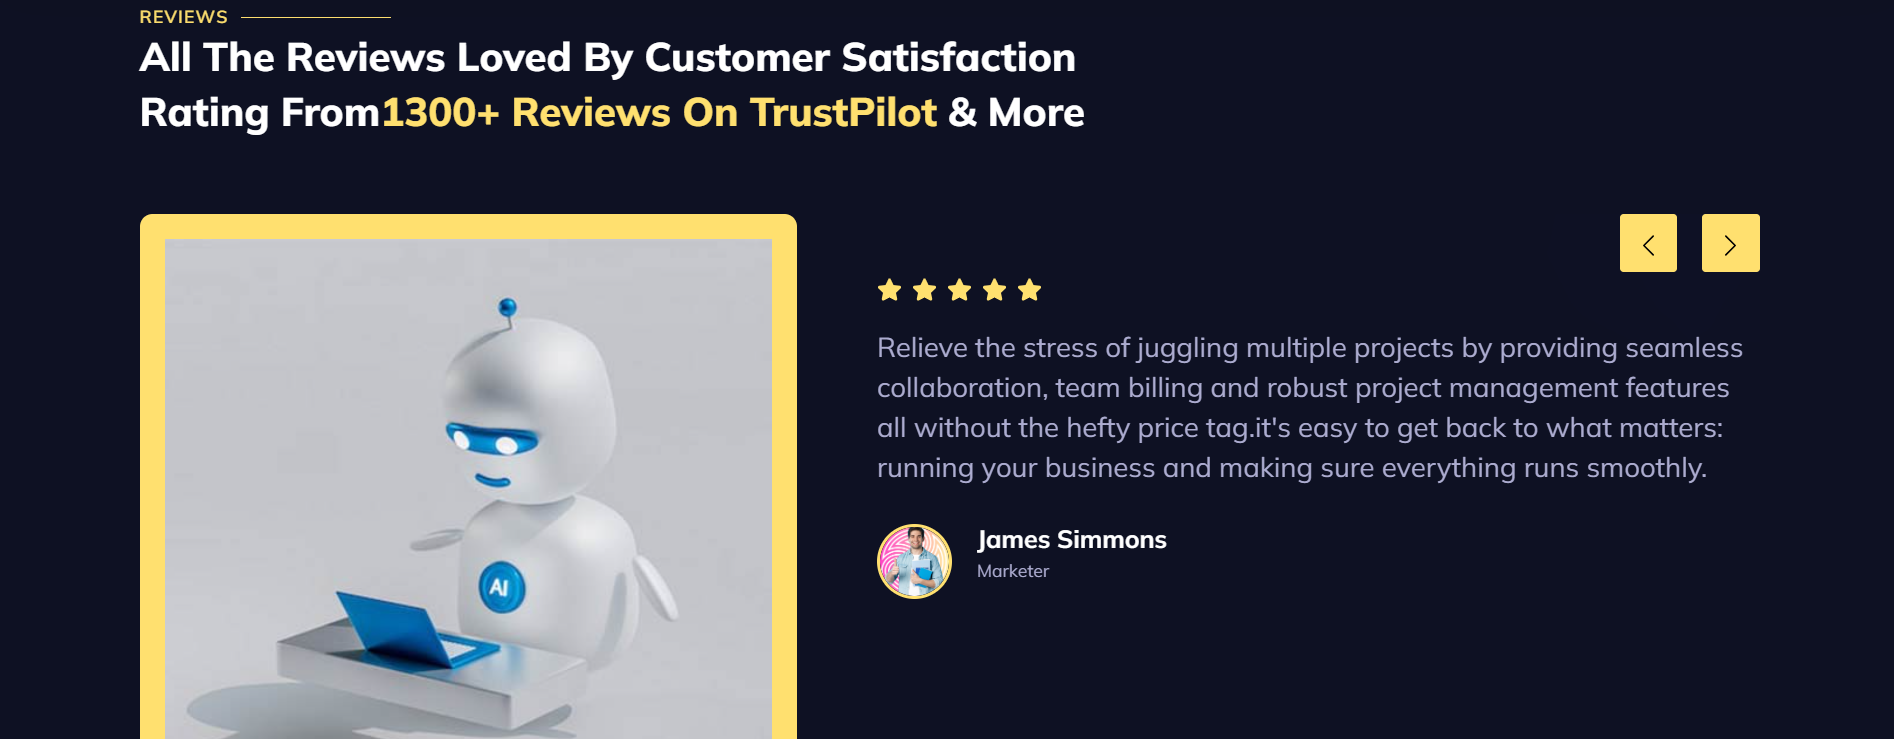 REVIEWS
All The Reviews Loved By Customer Satisfaction
Rating From1300+ Reviews On TrustPilot & More
Relieve the stress of juggling multiple projects by providing seamless
collaboration, team billing and robust project management features
all without the hefty price tag.it's easy to get back to what matters:
running your business and making sure everything runs smoothly.
James Simmons
Marketer
AI